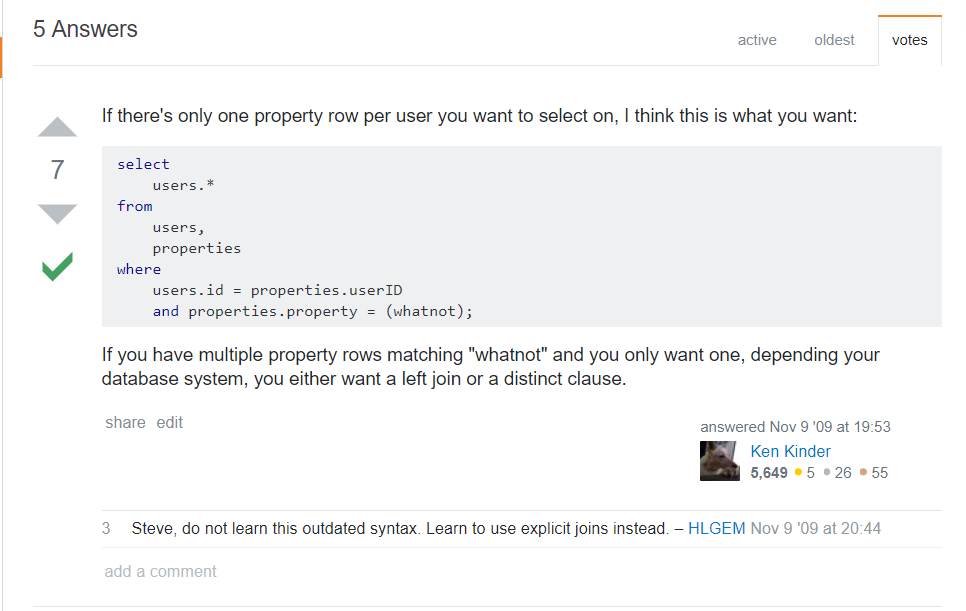 5 Answers
active oldest votes
If there's only one property row per user you want to select on, I think this is what you want:
7
select
    users.*
from
    users,
    properties
where
    users.id = properties.userID
    and properties.property = (whatnot);
If you have multiple property rows matching "whatnot" and you only want one, depending your
database system, you either want a left join or a distinct clause.
share edit
answered Nov 9 '09 at 19:53
Ken Kinder
5,649 5 26 55
3 Steve, do not learn this outdated syntax. Learn to use explicit joins instead. – HLGEM Nov 9 '09 at 20:44
add a comment